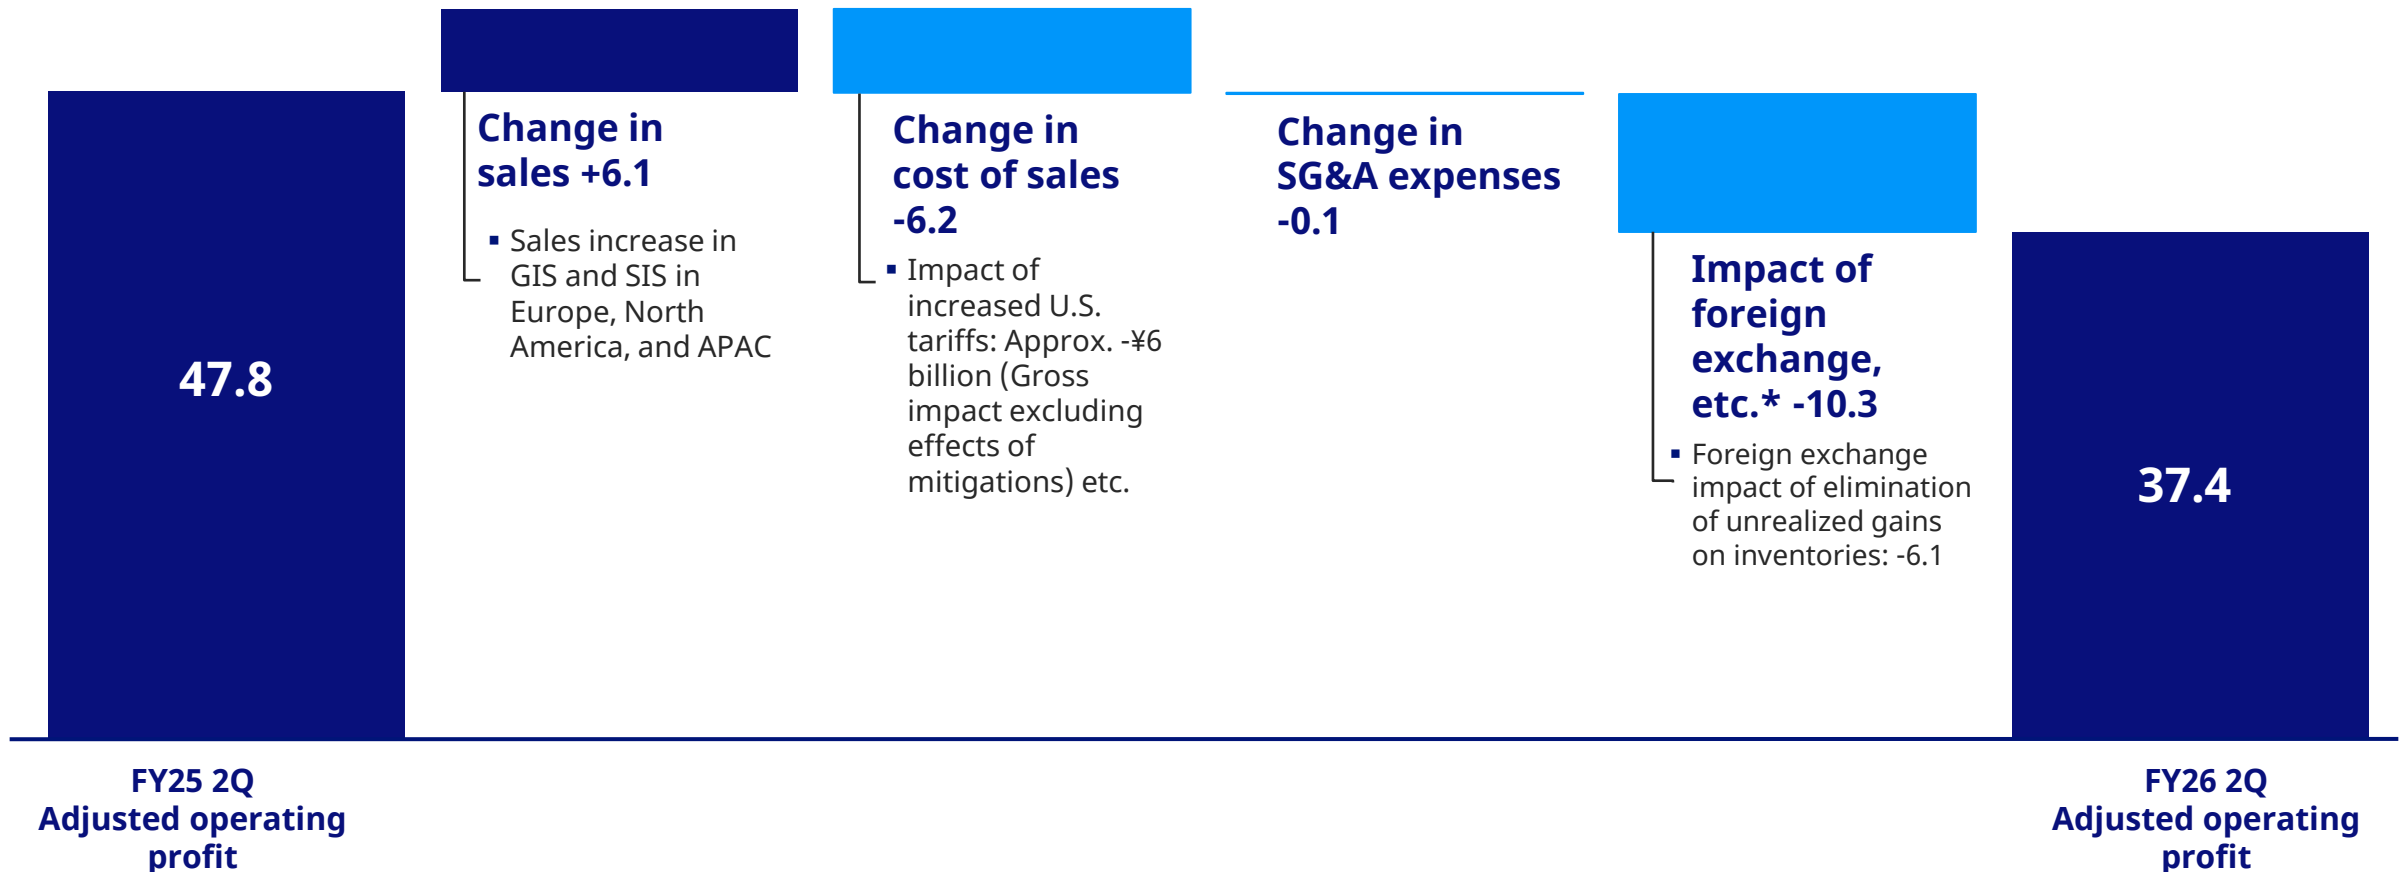 47.8
FY25 2Q
Adjusted operating
profit
Change in
sales +6.1
▪ Sales increase in
GIS and SIS in
Europe, North
America, and APAC
Change in
cost of sales
-6.2
▪ Impact of
increased U.S.
tariffs: Approx. -¥6
billion (Gross
impact excluding
effects of
mitigations) etc.
Change in
SG&A expenses
-0.1
Impact of
foreign
exchange,
etc.* -10.3
▪ Foreign exchange
impact of elimination
of unrealized gains
on inventories: -6.1
37.4
FY26 2Q
Adjusted operating
profit